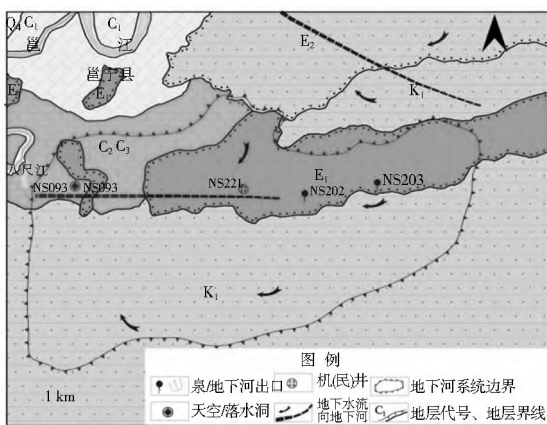 Q₄ C₁
C₁
邕
江
E₂
邕宁县
E₁
E₁
K₁
C₂ C₃
八尺江
NS093
NS093
NS221
E₁
NS202
NS203
K₁
图 例
泉/地下河出口
机(民)井
地下河系统边界
天空/落水洞
地下水流向地下河
C₁
地层代号、地层界线
1 km